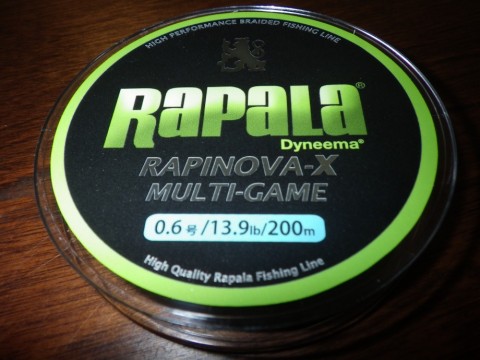 HIGH PERFORMANCE BRAIDED FISHING LINE
Rapala®
Dyneema®
RAPINOVA-X
MULTI-GAME
0.6号/13.9lb/200m
High Quality Rapala Fishing Line